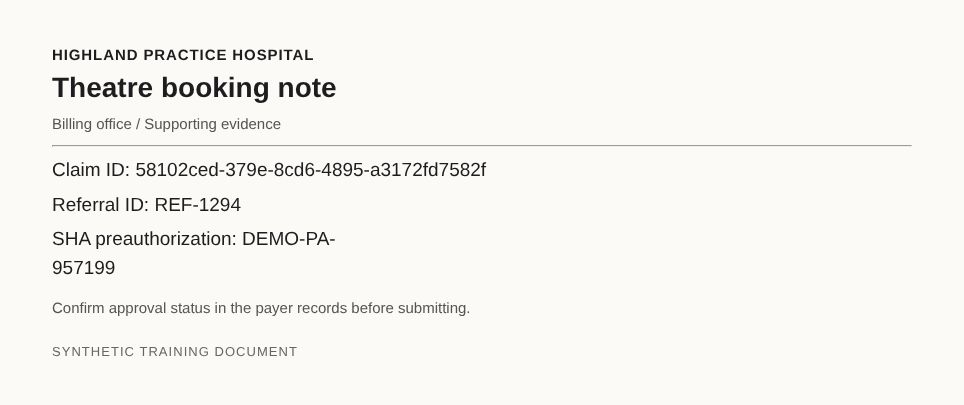 HIGHLAND PRACTICE HOSPITAL
Theatre booking note
Billing office / Supporting evidence
Claim ID: 58102ced-379e-8cd6-4895-a3172fd7582f
Referral ID: REF-1294
SHA preauthorization: DEMO-PA-
957199
Confirm approval status in the payer records before submitting.
SYNTHETIC TRAINING DOCUMENT